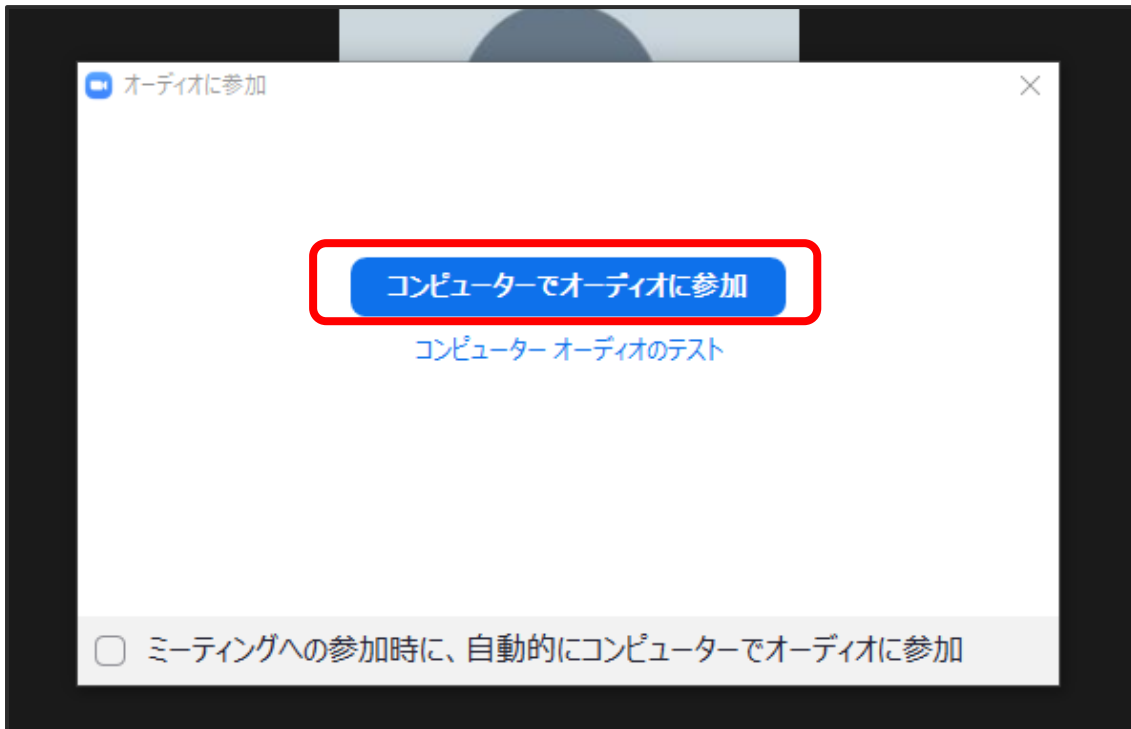 オーディオに参加
コンピューターでオーディオに参加
コンピューター オーディオのテスト
ミーティングへの参加時に、自動的にコンピューターでオーディオに参加